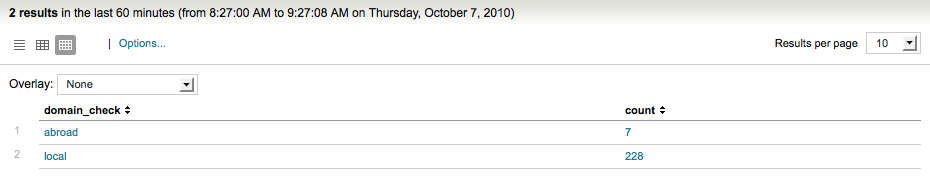 2 results in the last 60 minutes (from 8:27:00 AM to 9:27:08 AM on Thursday, October 7, 2010)
| Options... Results per page 10
Overlay: None
domain_check count
1 abroad 7
2 local 228